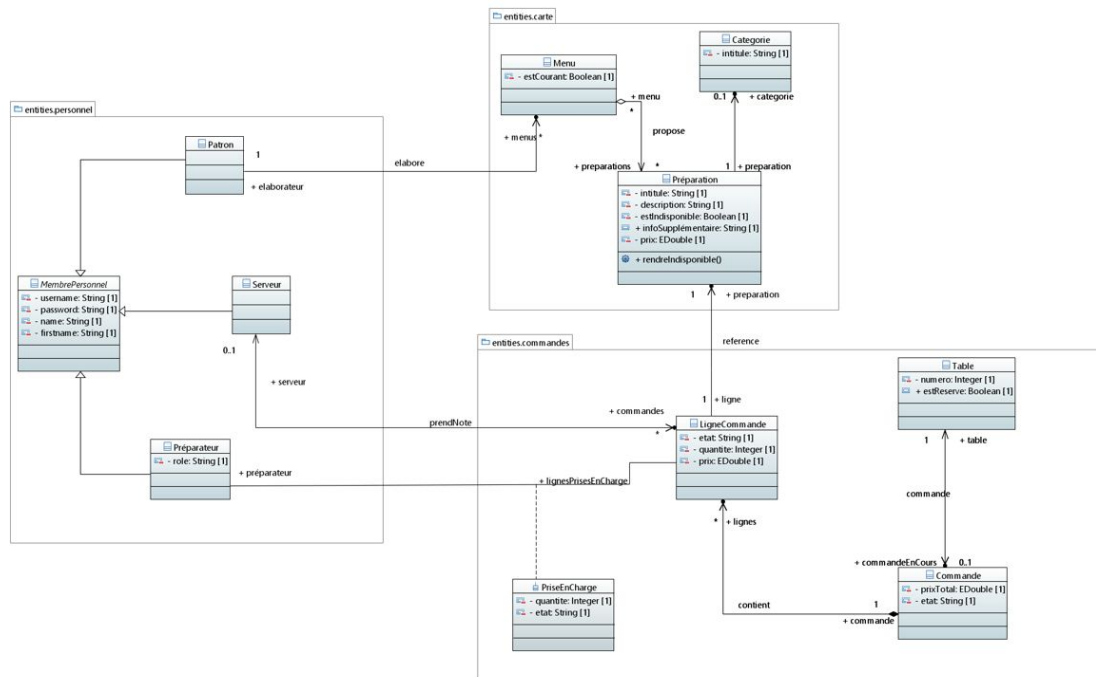 entities.carte
Categorie
- intitule: String [1]
Menu
- estCourant: Boolean [1]
0..1
+ categorie
+ menu
*
propose
entities.personnel
+ menus *
Patron
1
elabore
+ elaborateur
+ preparations
*
1
+ preparation
Préparation
- intitule: String [1]
- description: String [1]
- estIndisponible: Boolean [1]
+ infoSupplémentaire: String [1]
- prix: EDouble [1]
+ rendreIndisponible()
MembrePersonnel
- username: String [1]
- password: String [1]
- name: String [1]
- firstname: String [1]
Serveur
1
+ preparation
0..1
reference
entities.commandes
+ serveur
Table
- numero: Integer [1]
+ estReserve: Boolean [1]
1
+ ligne
+ commandes
prendNote
*
LigneCommande
- etat: String [1]
- quantite: Integer [1]
- prix: EDouble [1]
1
+ table
Préparateur
- role: String [1]
+ préparateur
+ lignesPrisesEnCharge
commande
*
+ lignes
+ commandeEnCours
0..1
Commande
- prixTotal: EDouble [1]
- etat: String [1]
PriseEnCharge
- quantite: Integer [1]
- etat: String [1]
contient
1
+ commande